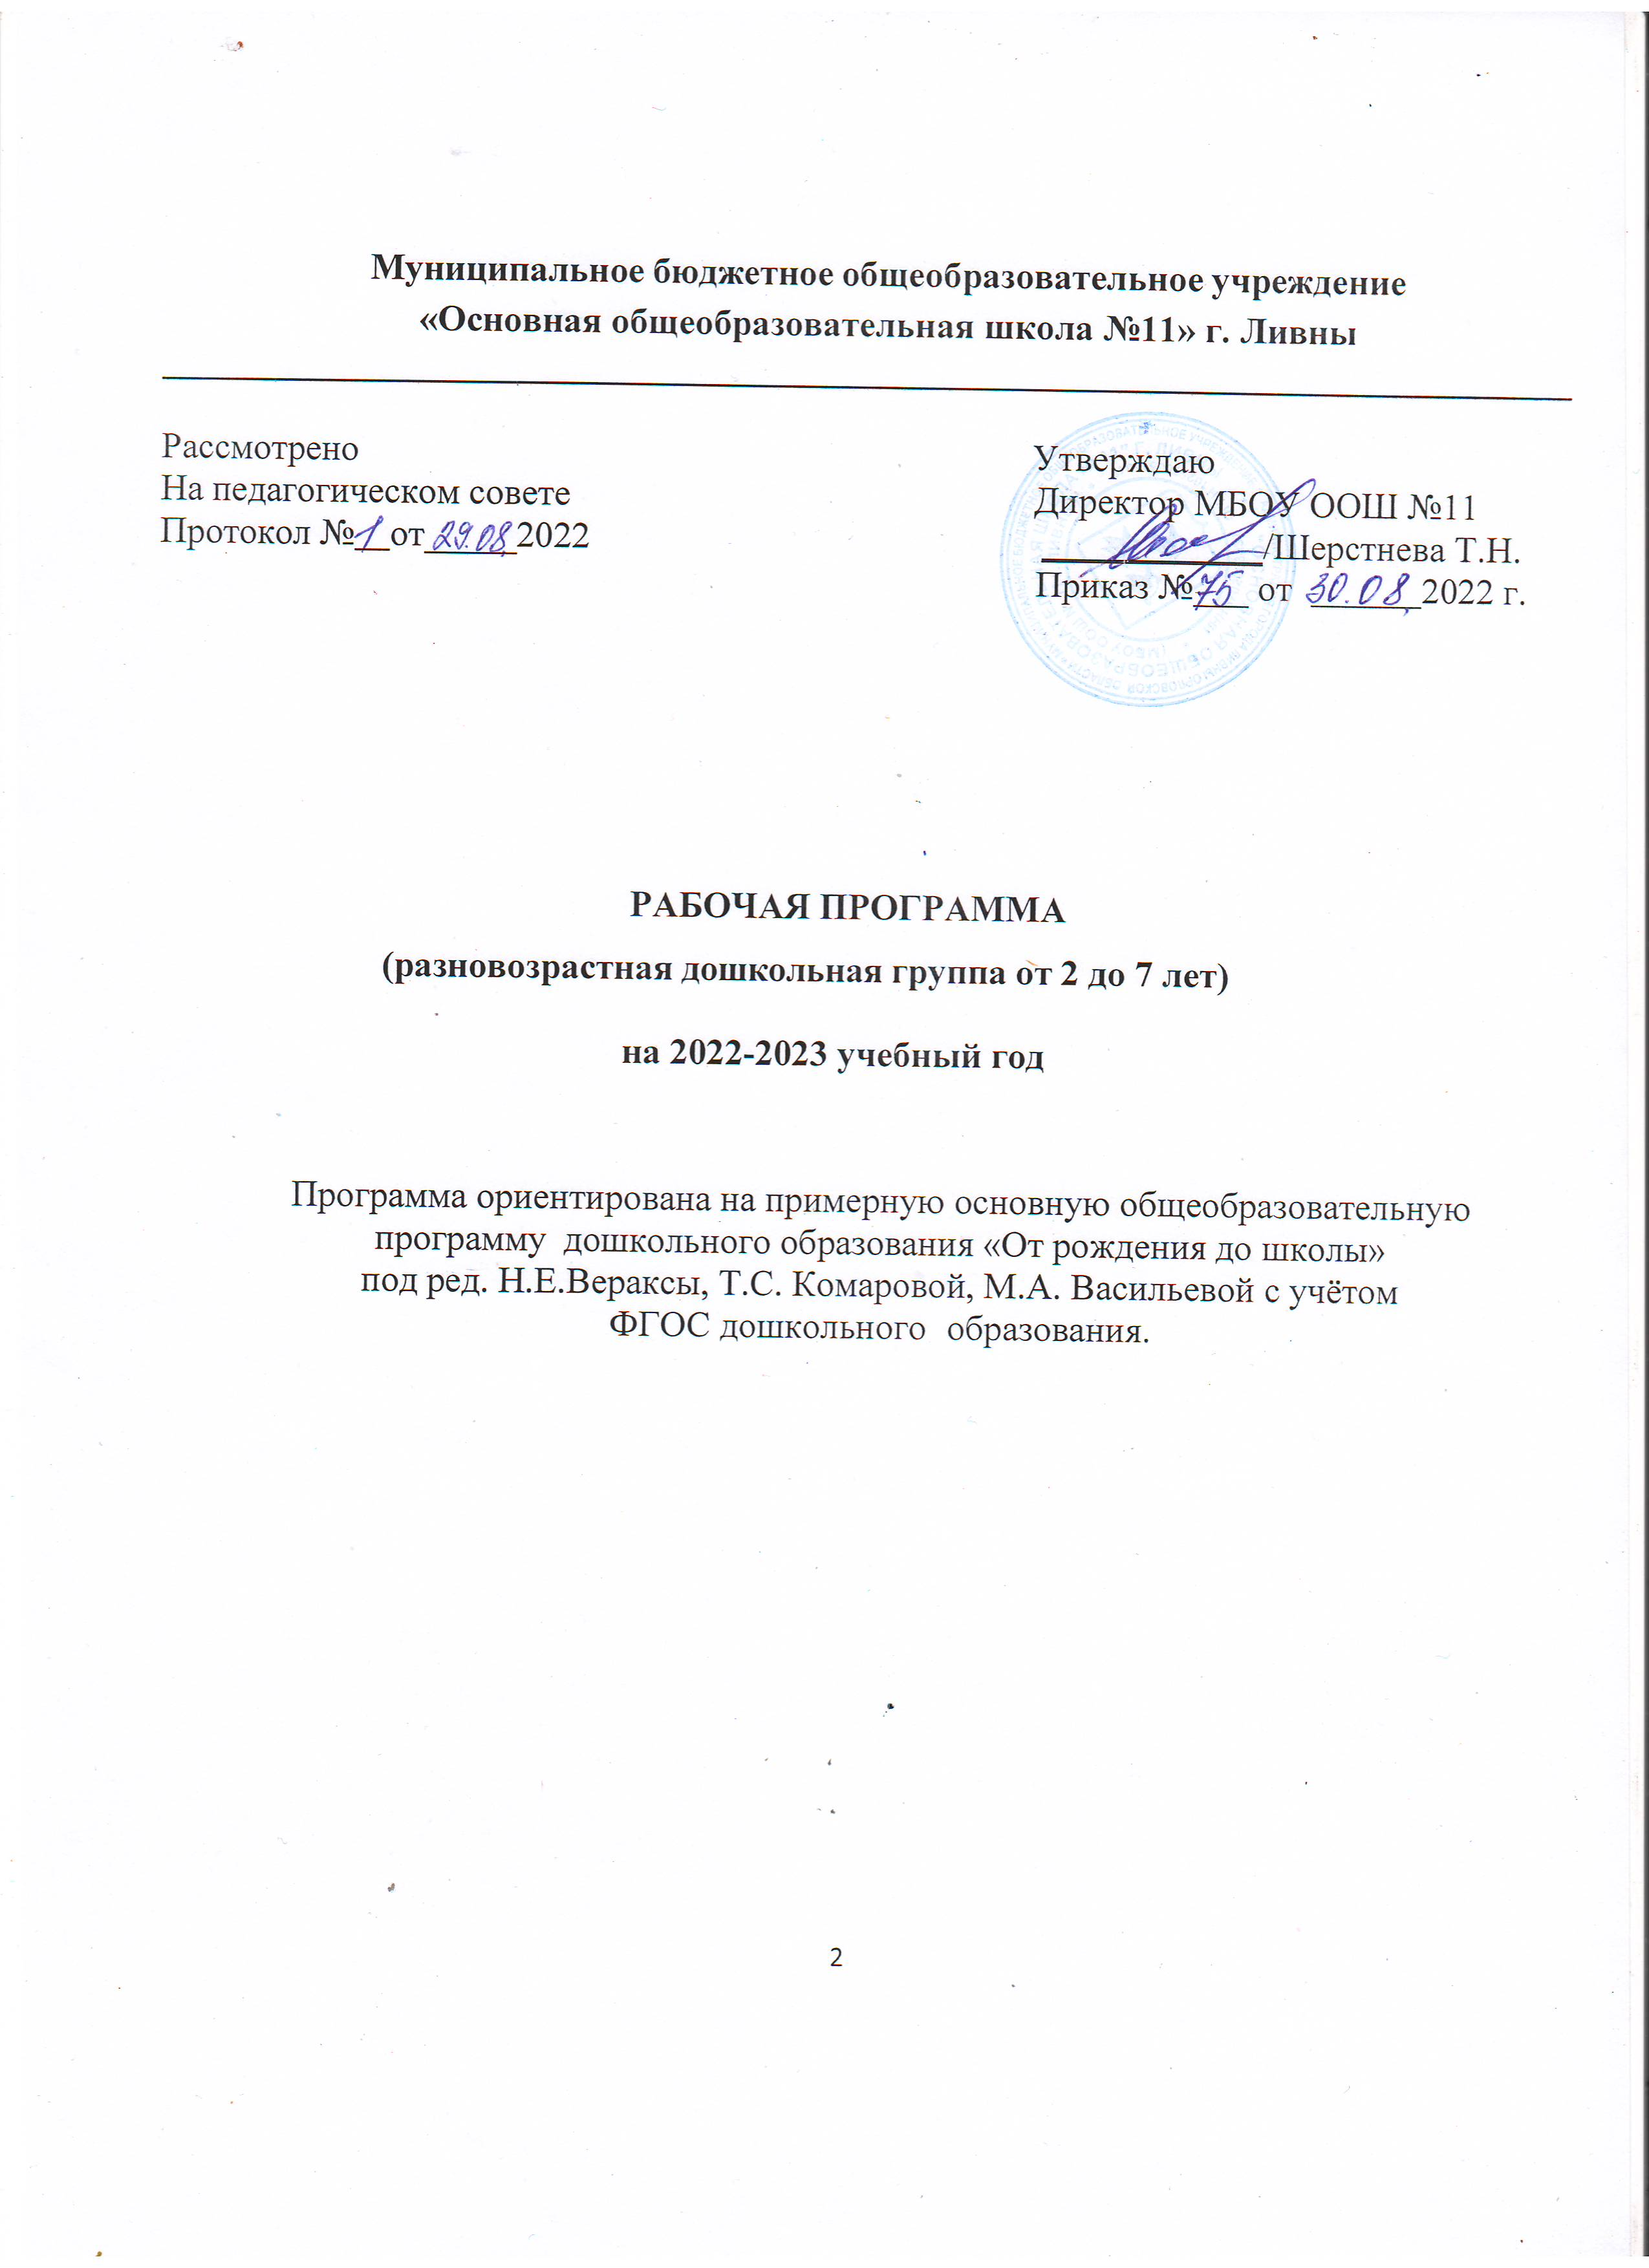 Муниципальное бюджетное общеобразовательное учреждение
«Основная общеобразовательная школа №11» г. Ливны
Рассмотрено
На педагогическом совете
Протокол №1 от 29.08.2022
Утверждаю
Директор МБОУ ООШ №11
/Шерстнева Т.Н.
Приказ №75 от 30.08.2022 г.
РАБОЧАЯ ПРОГРАММА
(разновозрастная дошкольная группа от 2 до 7 лет)
на 2022-2023 учебный год
Программа ориентирована на примерную основную общеобразовательную
программу дошкольного образования «От рождения до школы»
под ред. Н.Е.Вераксы, Т.С. Комаровой, М.А. Васильевой с учётом
ФГОС дошкольного образования.
2